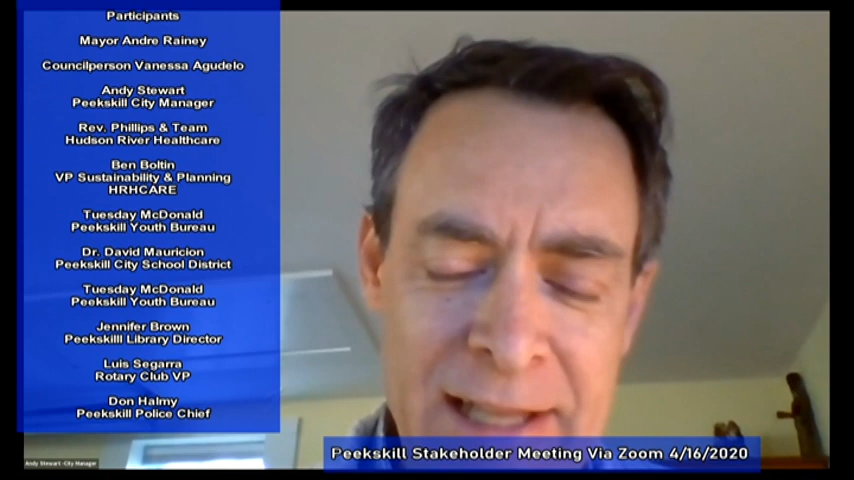 Participants
Mayor Andre Rainey
Councilperson Vanessa Agudelo
Andy Stewart
Peekskill City Manager
Rev. Phillips & Team
Hudson River Healthcare
Ben Boltin
VP Sustainability & Planning
HRHCARE
Tuesday McDonald
Peekskill Youth Bureau
Dr. David Mauricion
Peekskill City School District
Tuesday McDonald
Peekskill Youth Bureau
Jennifer Brown
Peekskilll Library Director
Luis Segarra
Rotary Club VP
Don Halmy
Peekskill Police Chief
Andy Stewart -City Manager
Peekskill Stakeholder Meeting Via Zoom 4/16/2020